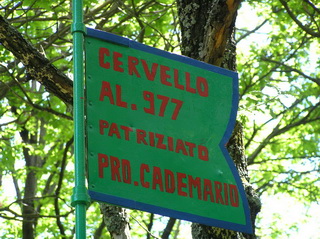 CERVELLO
AL. 977
PATRIZIATO
PRO. CADEMARIO